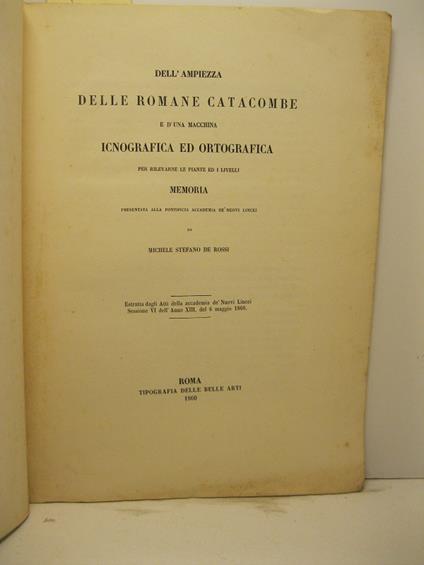 DELL'AMPIEZZA
DELLE ROMANE CATACOMBE
E D'UNA MACCHINA
ICNOGRAFICA ED ORTOGRAFICA
PER RILEVARNE LE PIANTE ED I LIVELLI
MEMORIA
PRESENTATA ALLA PONTIFICIA ACCADEMIA DE' NUOVI LINCEI
DA
MICHELE STEFANO DE ROSSI
Estratta dagli Atti della accademia de' Nuovi Lincei
Sessione VI dell'Anno XIII, del 6 maggio 1860.
ROMA
TIPOGRAFIA DELLE BELLE ARTI
1860